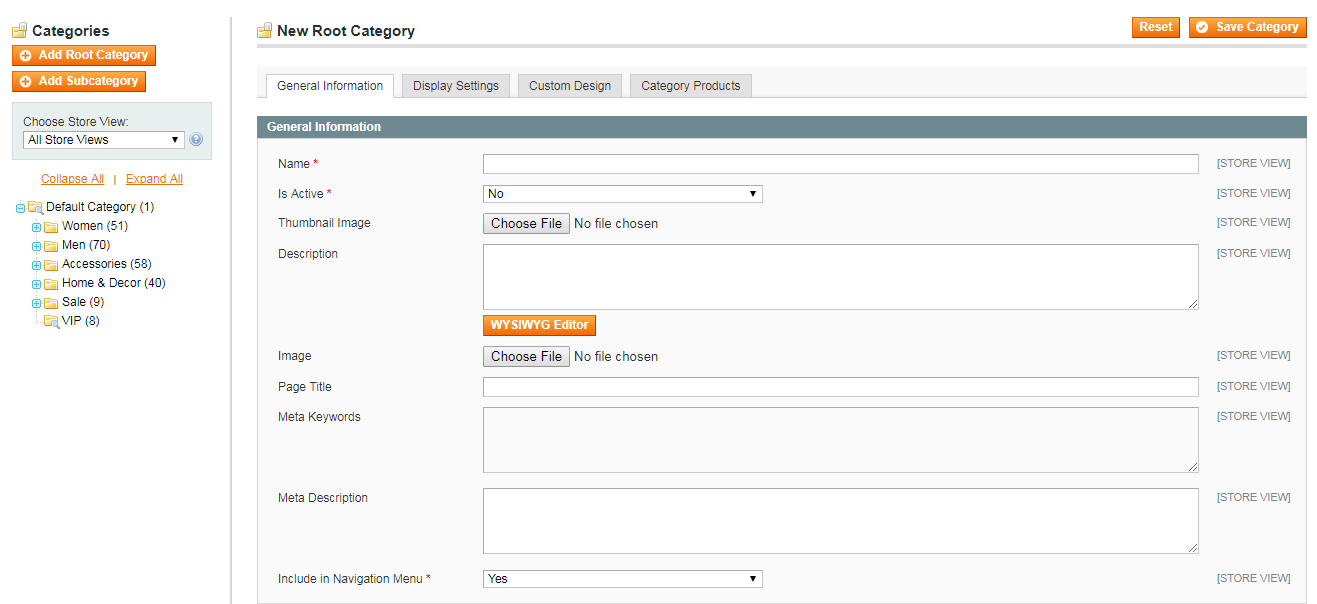 Categories
Add Root Category
Add Subcategory
Choose Store View:
All Store Views
Collapse All | Expand All
Default Category (1)
Women (51)
Men (70)
Accessories (58)
Home & Decor (40)
Sale (9)
VIP (8)
New Root Category
Reset Save Category
General Information Display Settings Custom Design Category Products
General Information
Name * [STORE VIEW]
Is Active * No [STORE VIEW]
Thumbnail Image Choose File No file chosen [STORE VIEW]
Description [STORE VIEW]
WYSIWYG Editor
Image Choose File No file chosen [STORE VIEW]
Page Title [STORE VIEW]
Meta Keywords [STORE VIEW]
Meta Description [STORE VIEW]
Include in Navigation Menu * Yes [STORE VIEW]